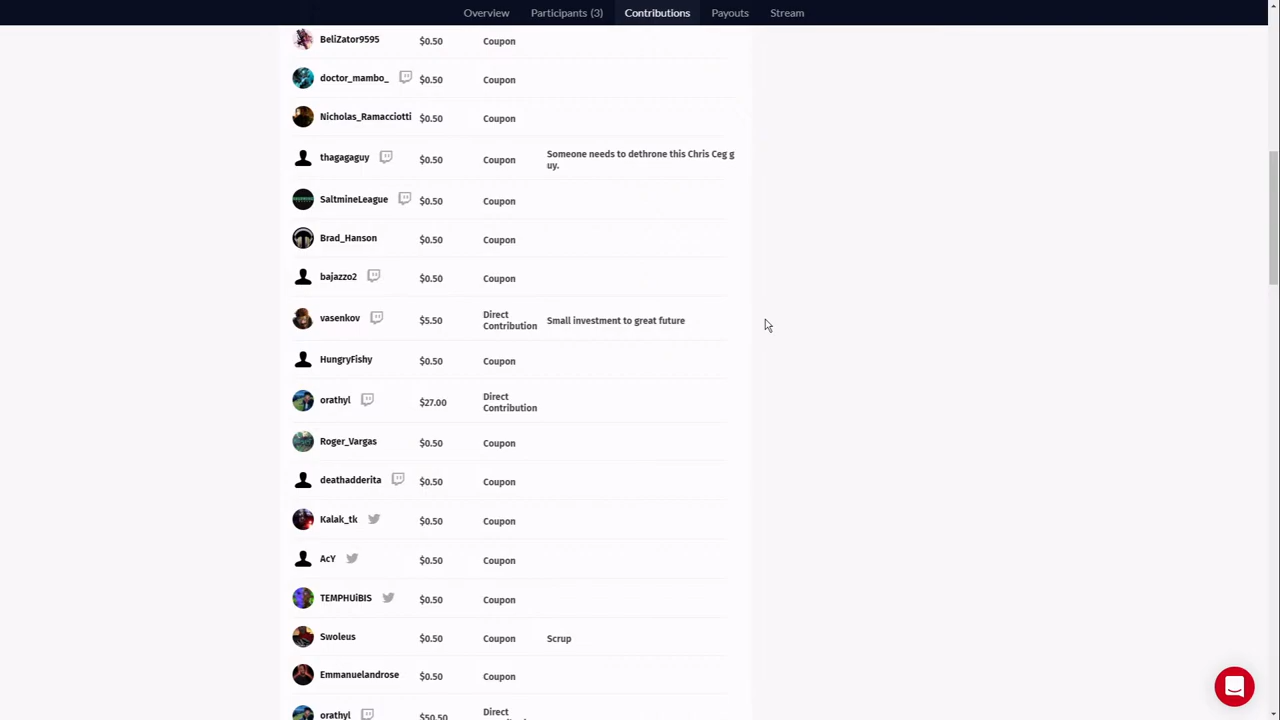 Overview Participants (3) Contributions Payouts Stream
BeliZator9595 $0.50 Coupon
doctor_mambo_ $0.50 Coupon
Nicholas_Ramacciotti $0.50 Coupon
thagagaguy $0.50 Coupon Someone needs to dethrone this Chris Ceg g
uy.
SaltmineLeague $0.50 Coupon
Brad_Hanson $0.50 Coupon
bajazzo2 $0.50 Coupon
vasenkov $5.50 Direct
Contribution Small investment to great future
HungryFishy $0.50 Coupon
orathyl $27.00 Direct
Contribution
Roger_Vargas $0.50 Coupon
deathadderita $0.50 Coupon
Kalak_tk $0.50 Coupon
AcY $0.50 Coupon
TEMPHUiBIS $0.50 Coupon
Swoleus $0.50 Coupon Scrup
Emmanuelandrose $0.50 Coupon
orathyl $50.50 Direct